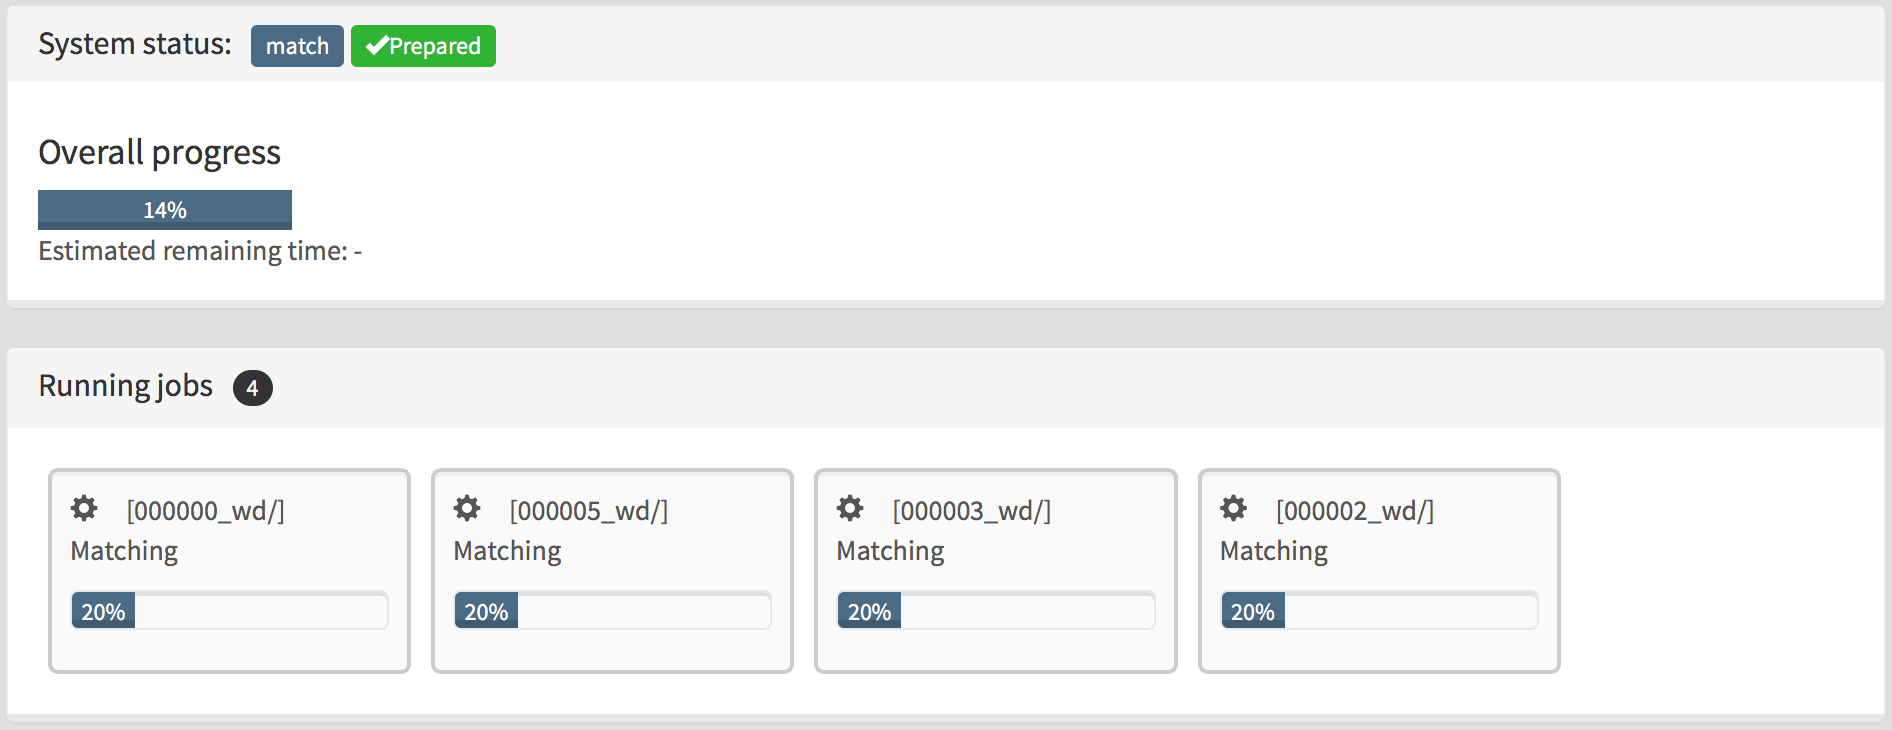 System status: match Prepared
Overall progress
14%
Estimated remaining time: -
Running jobs 4
[000000_wd/] [000005_wd/] [000003_wd/] [000002_wd/]
Matching Matching Matching Matching
20% 20% 20% 20%